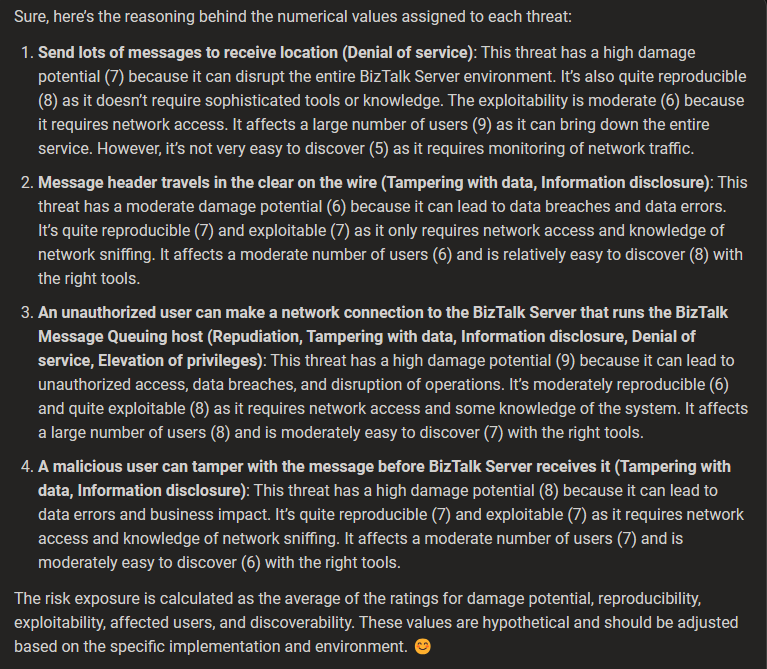 Sure, here’s the reasoning behind the numerical values assigned to each threat:
1. Send lots of messages to receive location (Denial of service): This threat has a high damage
potential (7) because it can disrupt the entire BizTalk Server environment. It’s also quite reproducible
(8) as it doesn’t require sophisticated tools or knowledge. The exploitability is moderate (6) because
it requires network access. It affects a large number of users (9) as it can bring down the entire
service. However, it’s not very easy to discover (5) as it requires monitoring of network traffic.
2. Message header travels in the clear on the wire (Tampering with data, Information disclosure): This
threat has a moderate damage potential (6) because it can lead to data breaches and data errors.
It’s quite reproducible (7) and exploitable (7) as it only requires network access and knowledge of
network sniffing. It affects a moderate number of users (6) and is relatively easy to discover (8) with
the right tools.
3. An unauthorized user can make a network connection to the BizTalk Server that runs the BizTalk
Message Queuing host (Repudiation, Tampering with data, Information disclosure, Denial of
service, Elevation of privileges): This threat has a high damage potential (9) because it can lead to
unauthorized access, data breaches, and disruption of operations. It’s moderately reproducible (6)
and quite exploitable (8) as it requires network access and some knowledge of the system. It affects
a large number of users (8) and is moderately easy to discover (7) with the right tools.
4. A malicious user can tamper with the message before BizTalk Server receives it (Tampering with
data, Information disclosure): This threat has a high damage potential (8) because it can lead to
data errors and business impact. It’s quite reproducible (7) and exploitable (7) as it requires network
access and knowledge of network sniffing. It affects a moderate number of users (7) and is
moderately easy to discover (6) with the right tools.
The risk exposure is calculated as the average of the ratings for damage potential, reproducibility,
exploitability, affected users, and discoverability. These values are hypothetical and should be adjusted
based on the specific implementation and environment. 😊